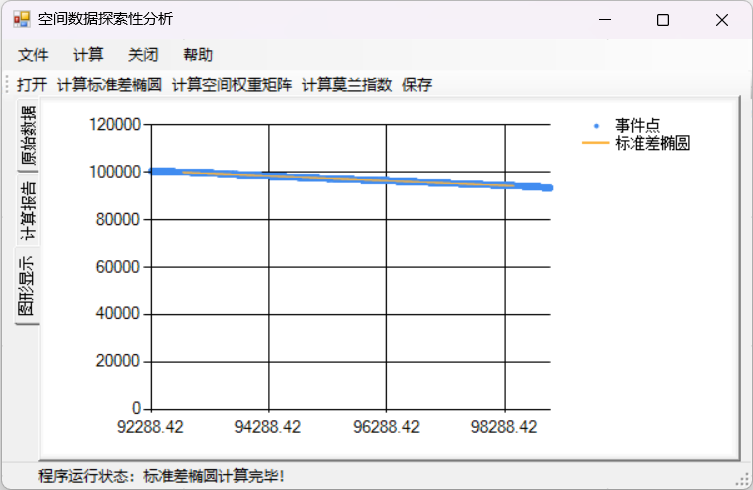 空间数据探索性分析
文件 计算 关闭 帮助
打开 计算标准差椭圆 计算空间权重矩阵 计算莫兰指数 保存
原始数据
计算报告
图形显示
120000
100000
80000
60000
40000
20000
0
92288.42 94288.42 96288.42 98288.42
事件点
标准差椭圆
程序运行状态：标准差椭圆计算完毕！